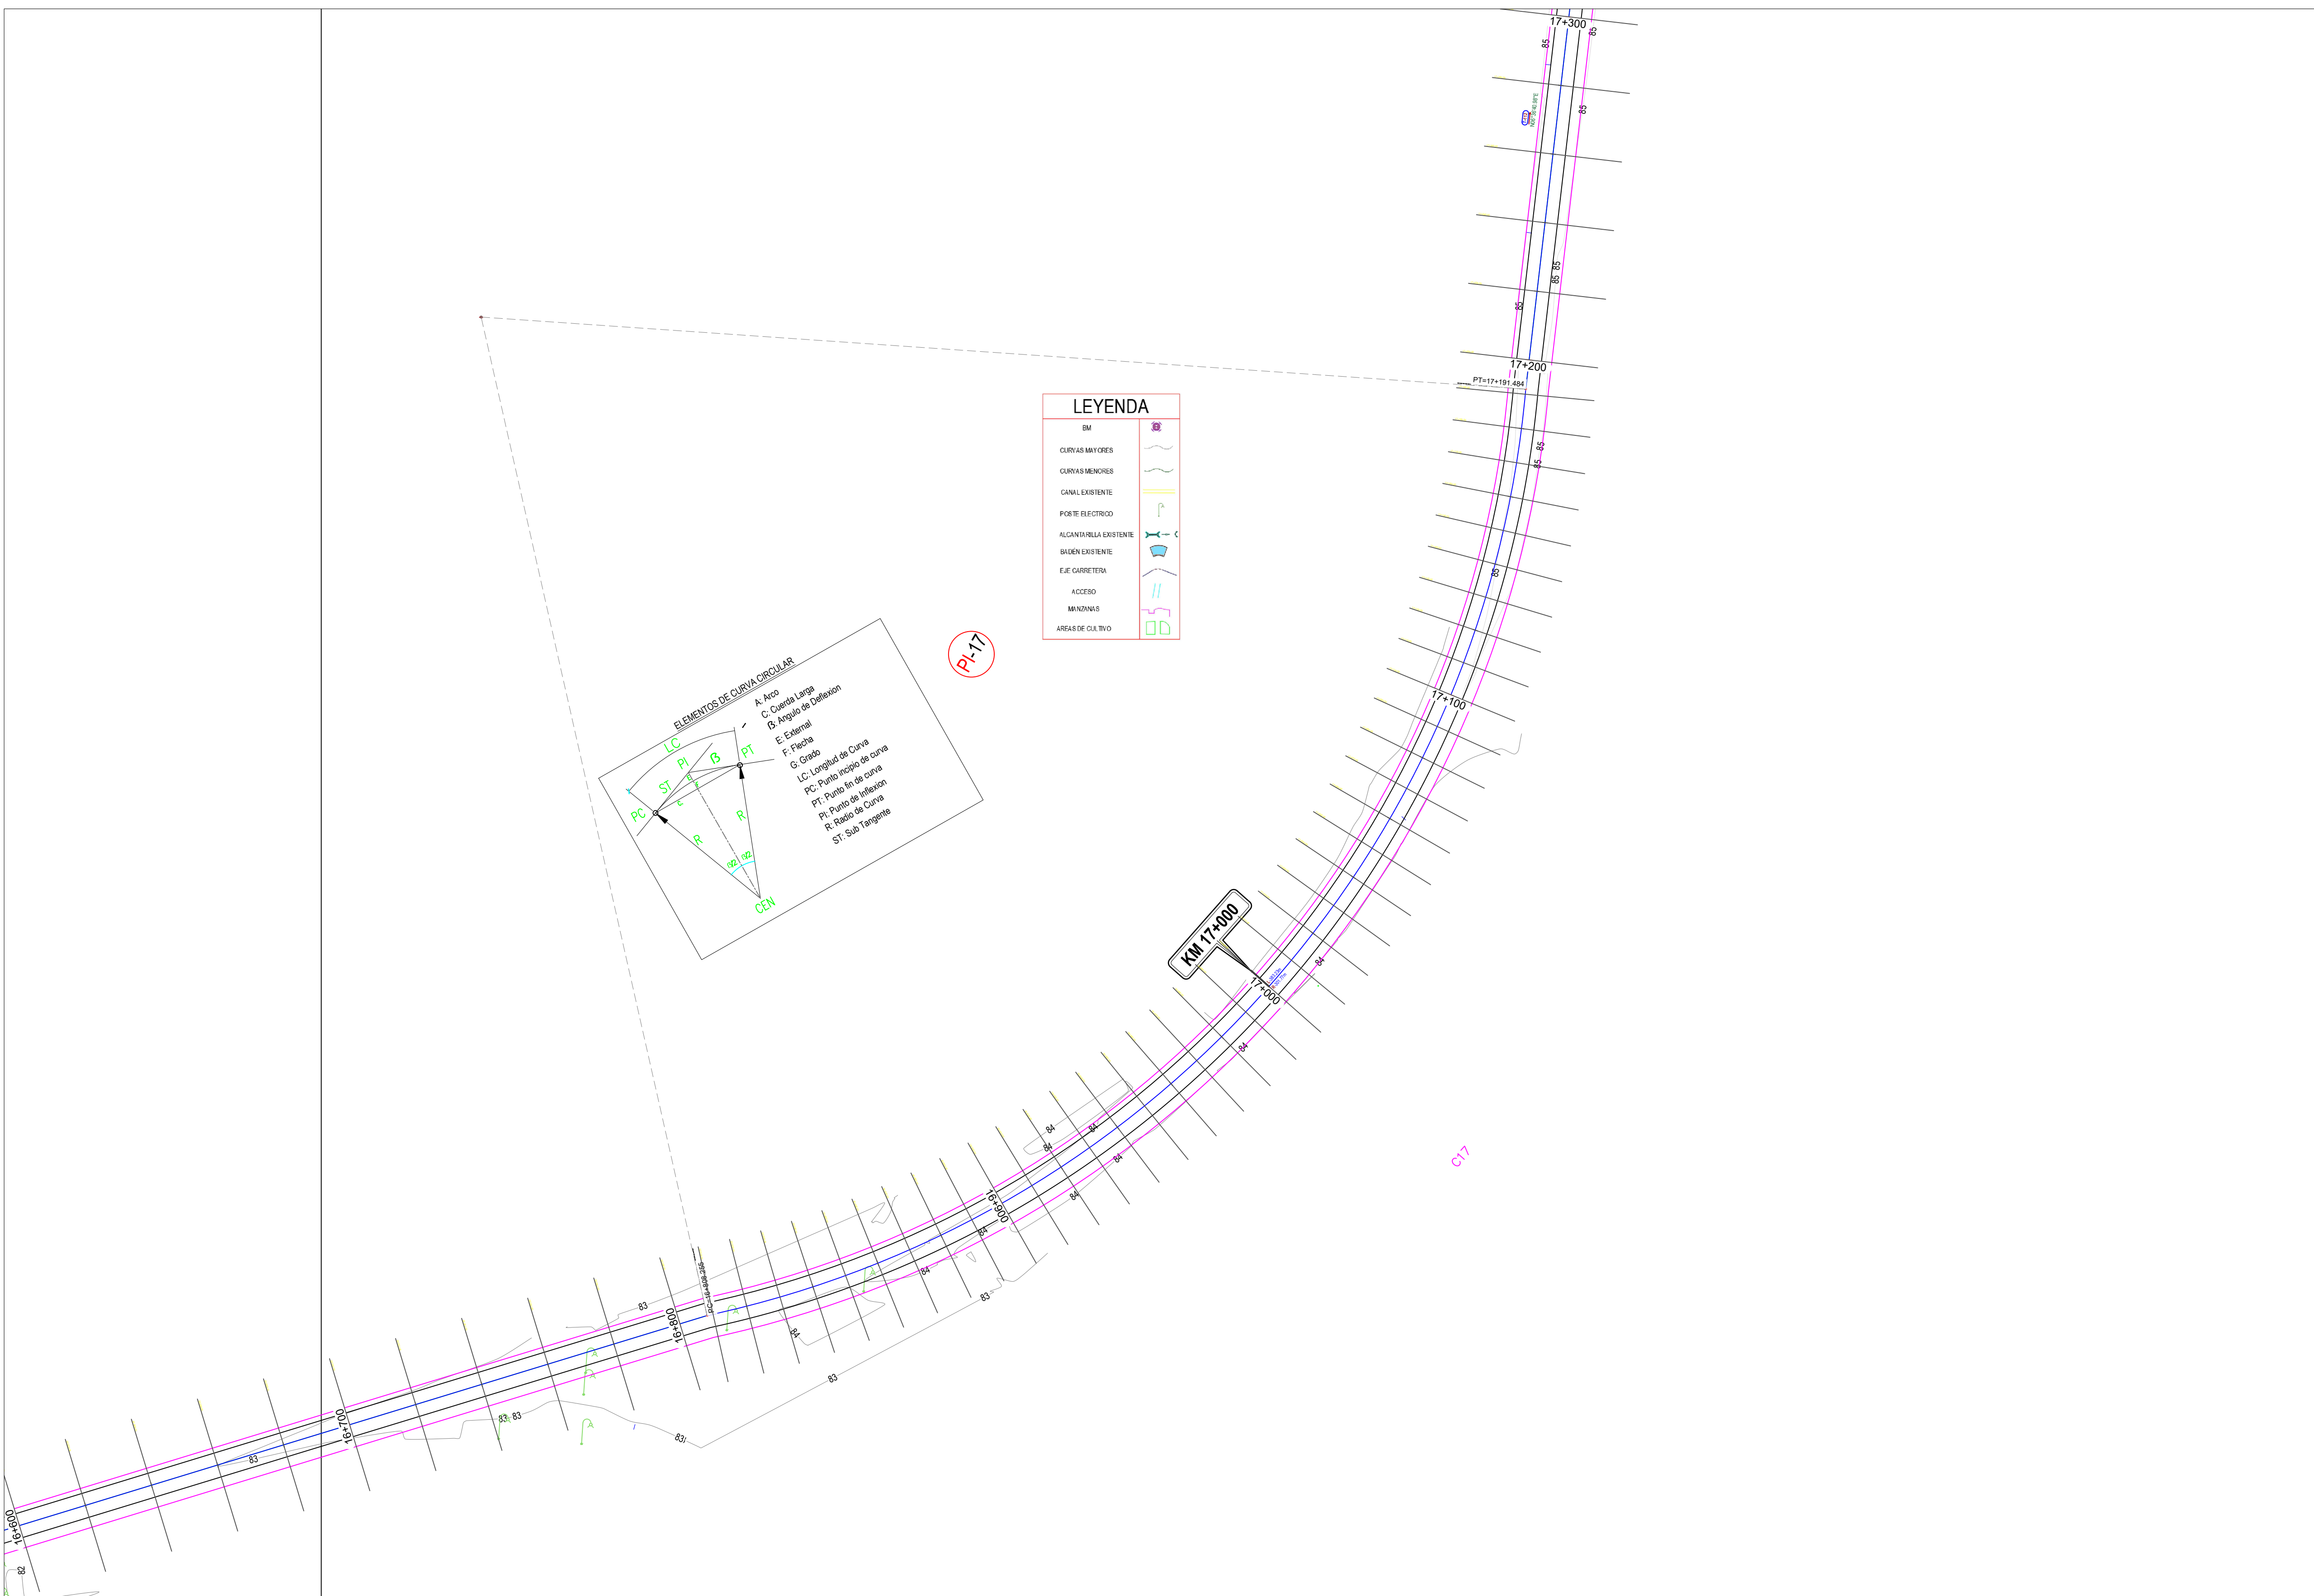 17+300
85
85
85
85
85
85
85
17+200
PT=17+191.484
LEYENDA
BM
CURVAS MAYORES
CURVAS MENORES
CANAL EXISTENTE
POSTE ELECTRICO
ALCANTARILLA EXISTENTE
BADÉN EXISTENTE
EJE CARRETERA
ACCESO
MANZANAS
AREAS DE CULTIVO
85
85
85
PI-17
ELEMENTOS DE CURVA CIRCULAR
A: Arco
C: Cuerda Larga
β: Angulo de Deflexion
E: External
F: Flecha
G: Grado
LC: Longitud de Curva
PC: Punto incipio de curva
PT: Punto fin de curva
PI: Punto de Inflexion
R: Radio de Curva
ST: Sub Tangente
LC
PI
β
PT
ST
C
PC
R
R
β/2
β/2
CEN
17+100
KM 17+000
17+000
84
84
C17
84
84
84
84
84
16+900
84
84
83
83
16+800
84
83
A
A
A
A
A
A
83
83
83
16+700
83
16+600
82